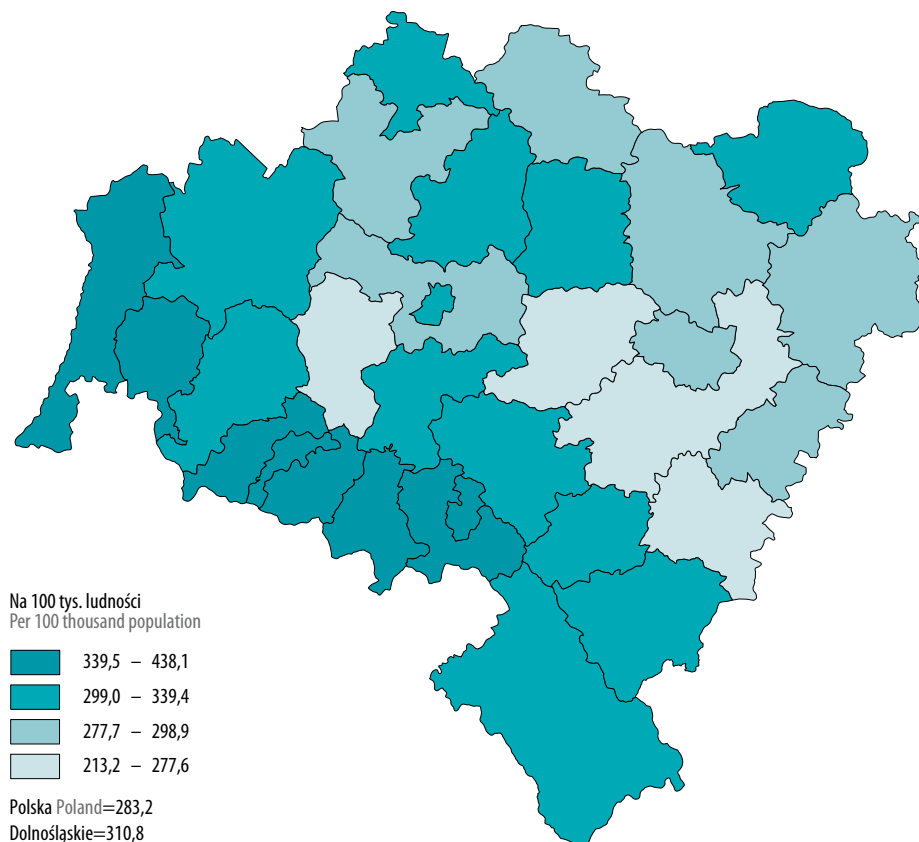 Na 100 tys. ludności
Per 100 thousand population
339,5 – 438,1
299,0 – 339,4
277,7 – 298,9
213,2 – 277,6
Polska Poland=283,2
Dolnośląskie=310,8